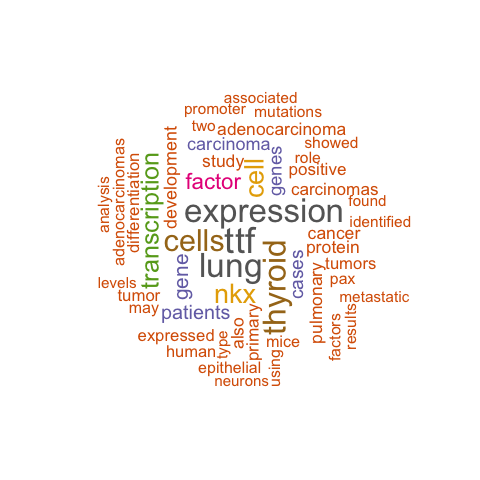 associated
promoter
mutations
two
adenocarcinoma
carcinoma
showed
study
role
positive
cell
genes
factor
carcinomas
found
analysis
adenocarcinomas
differentiation
transcription
development
expression
identified
cells
ttf
cancer
protein
lung
thyroid
gene
cases
tumors
pulmonary
pax
levels
tumor
nkx
metastatic
may
patients
factors
results
expressed
also
primary
mice
human
type
using
epithelial
neurons